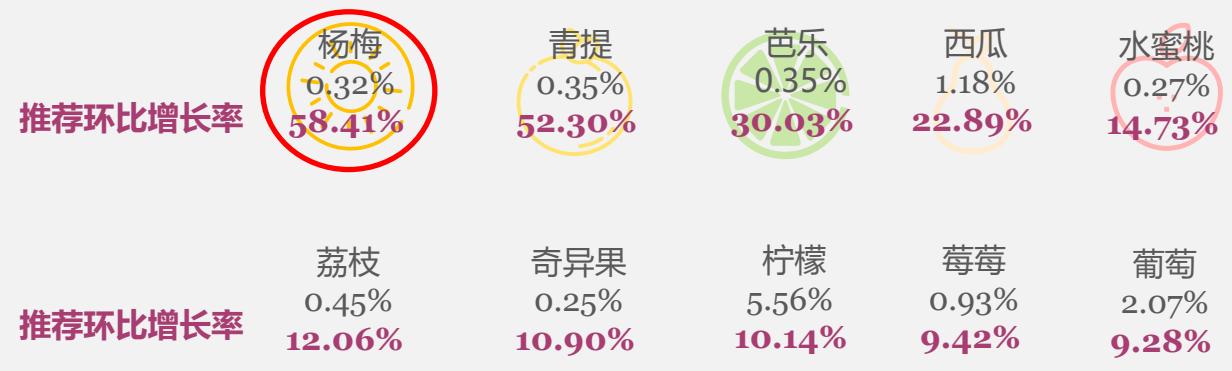 杨梅 青提 芭乐 西瓜 水蜜桃
0.32% 0.35% 0.35% 1.18% 0.27%
推荐环比增长率 58.41% 52.30% 30.03% 22.89% 14.73%
荔枝 奇异果 柠檬 莓莓 葡萄
0.45% 0.25% 5.56% 0.93% 2.07%
推荐环比增长率 12.06% 10.90% 10.14% 9.42% 9.28%